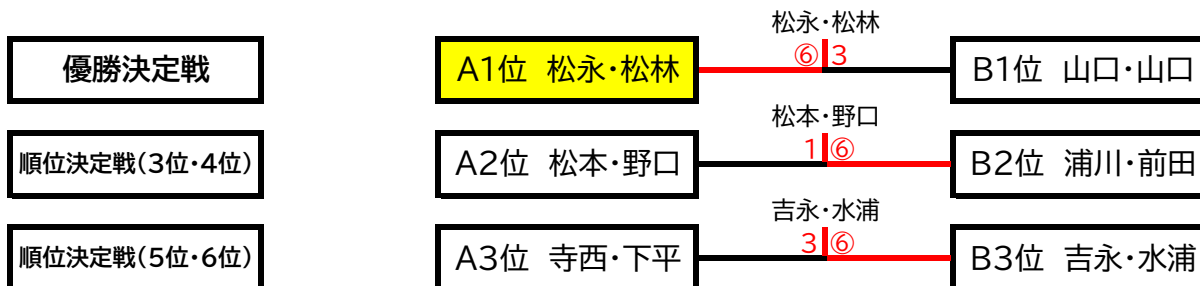 松永・松林
優勝決定戦 A1位 松永・松林 ⑥ 3 B1位 山口・山口
松本・野口
順位決定戦(3位・4位) A2位 松本・野口 1 ⑥ B2位 浦川・前田
吉永・水浦
順位決定戦(5位・6位) A3位 寺西・下平 3 ⑥ B3位 吉永・水浦